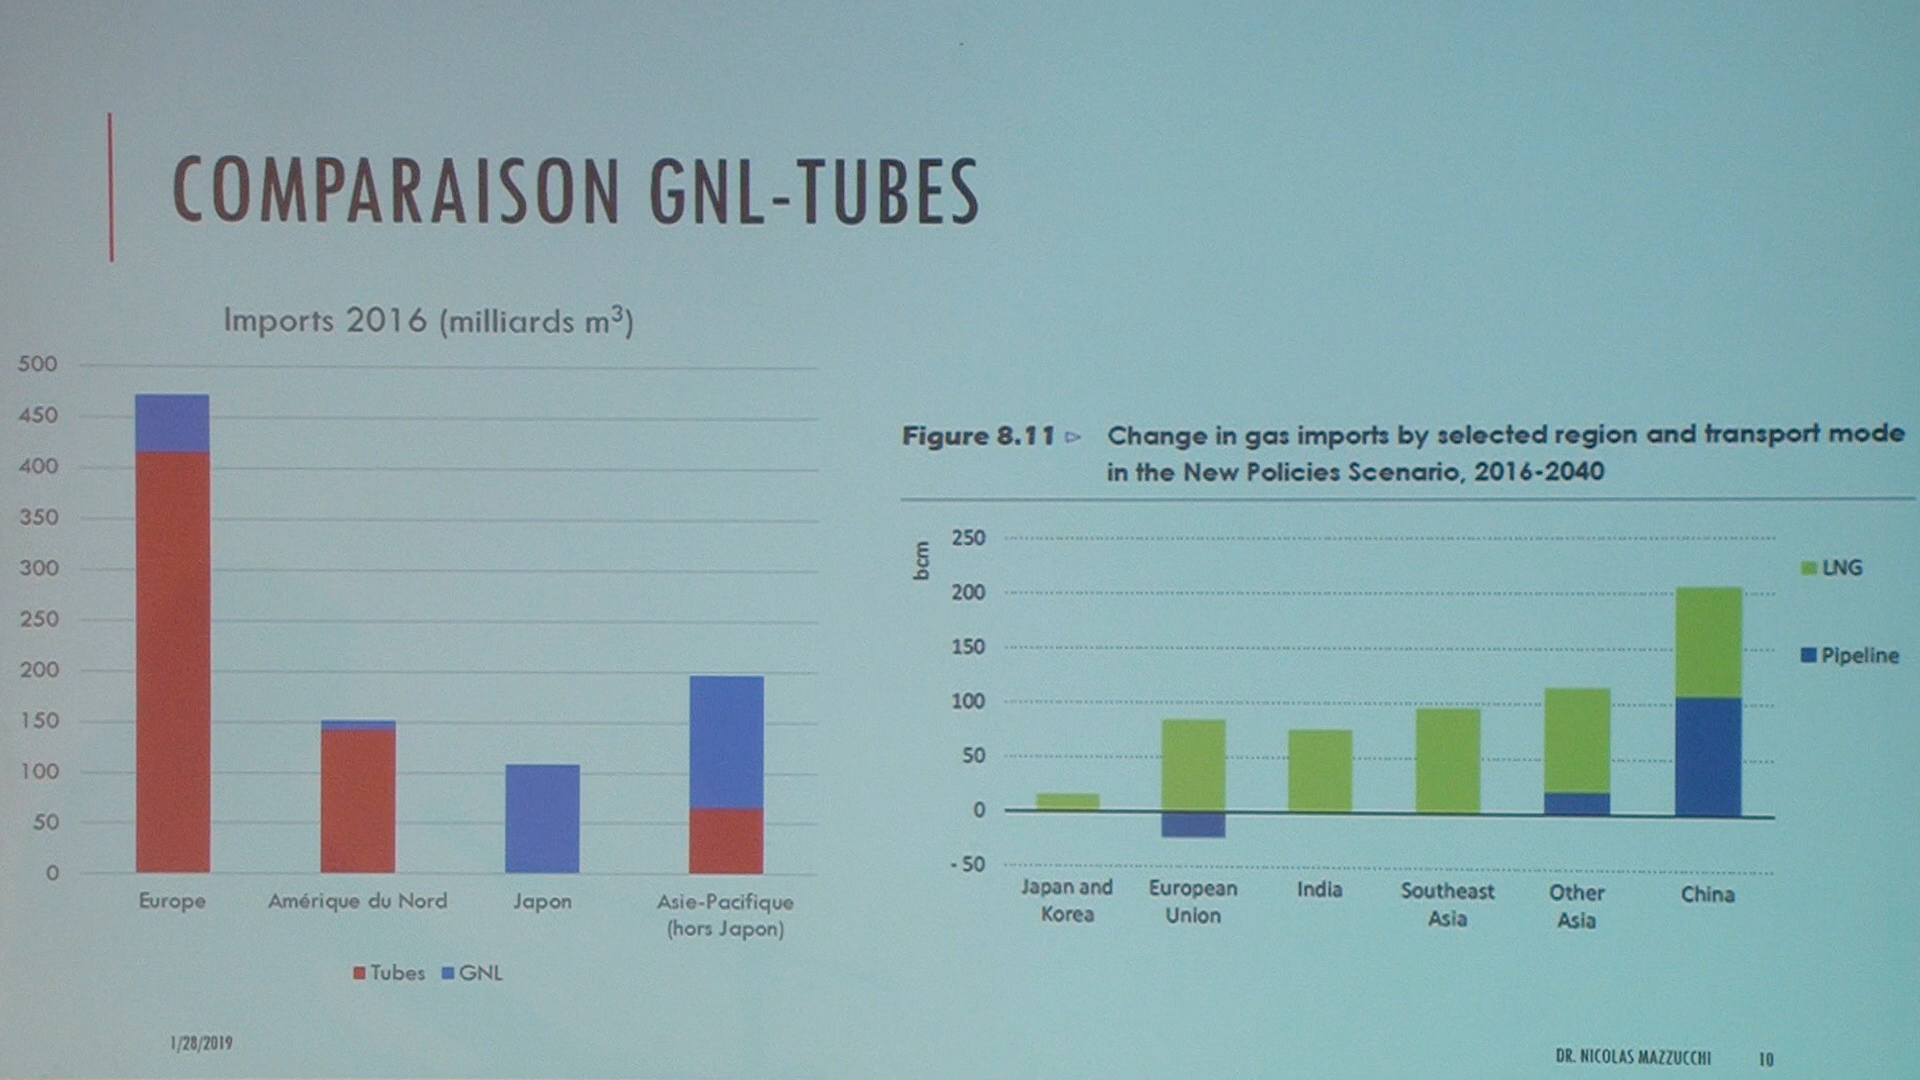 COMPARAISON GNL-TUBES
Imports 2016 (milliards m³)
500
450
400
350
300
250
200
150
100
50
0
Europe
Amérique du Nord
Japon
Asie-Pacifique
(hors Japon)
Tubes
GNL
Figure 8.11 ▷ Change in gas imports by selected region and transport mode
in the New Policies Scenario, 2016-2040
bcm
250
200
150
100
50
0
- 50
Japan and
Korea
European
Union
India
Southeast
Asia
Other
Asia
China
LNG
Pipeline
1/28/2019
DR. NICOLAS MAZZUCCHI
10